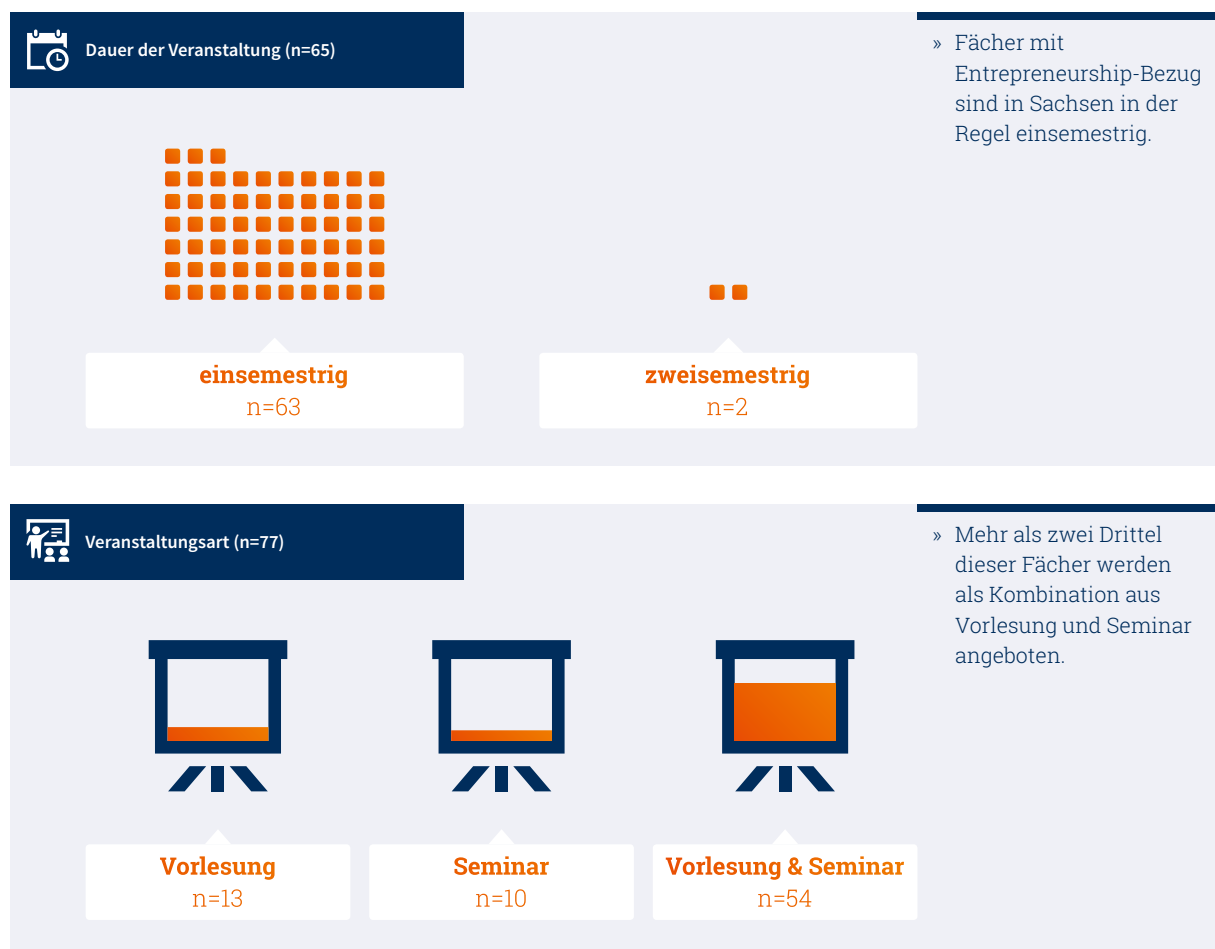 Dauer der Veranstaltung (n=65)
» Fächer mit
Entrepreneurship-Bezug
sind in Sachsen in der
Regel einsemestrig.
einsemestrig
n=63
zweisemestrig
n=2
Veranstaltungsart (n=77)
» Mehr als zwei Drittel
dieser Fächer werden
als Kombination aus
Vorlesung und Seminar
angeboten.
Vorlesung
n=13
Seminar
n=10
Vorlesung & Seminar
n=54